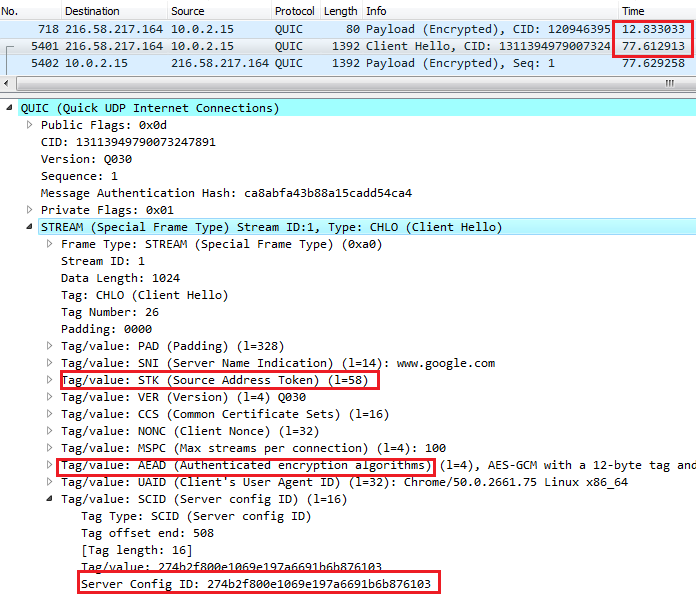 No. Destination Source Protocol Length Info Time
718 216.58.217.164 10.0.2.15 QUIC 80 Payload (Encrypted), CID: 120946395 12.833033
5401 216.58.217.164 10.0.2.15 QUIC 1392 Client Hello, CID: 1311394979007324 77.612913
5402 10.0.2.15 216.58.217.164 QUIC 1392 Payload (Encrypted), Seq: 1 77.629258
QUIC (Quick UDP Internet Connections)
Public Flags: 0x0d
CID: 13113949790073247891
Version: Q030
Sequence: 1
Message Authentication Hash: ca8abfa43b88a15cadd54ca4
Private Flags: 0x01
STREAM (Special Frame Type) Stream ID:1, Type: CHLO (Client Hello)
Frame Type: STREAM (Special Frame Type) (0xa0)
Stream ID: 1
Data Length: 1024
Tag: CHLO (Client Hello)
Tag Number: 26
Padding: 0000
Tag/value: PAD (Padding) (l=328)
Tag/value: SNI (Server Name Indication) (l=14): www.google.com
Tag/value: STK (Source Address Token) (l=58)
Tag/value: VER (Version) (l=4) Q030
Tag/value: CCS (Common Certificate Sets) (l=16)
Tag/value: NONC (Client Nonce) (l=32)
Tag/value: MSPC (Max streams per connection) (l=4): 100
Tag/value: AEAD (Authenticated encryption algorithms) (l=4), AES-GCM with a 12-byte tag and
Tag/value: UAID (Client's User Agent ID) (l=32): Chrome/50.0.2661.75 Linux x86_64
Tag/value: SCID (Server config ID) (l=16)
Tag Type: SCID (Server config ID)
Tag offset end: 508
[Tag length: 16]
Tag/value: 274b2f800e1069e197a6691b6b876103
Server Config ID: 274b2f800e1069e197a6691b6b876103